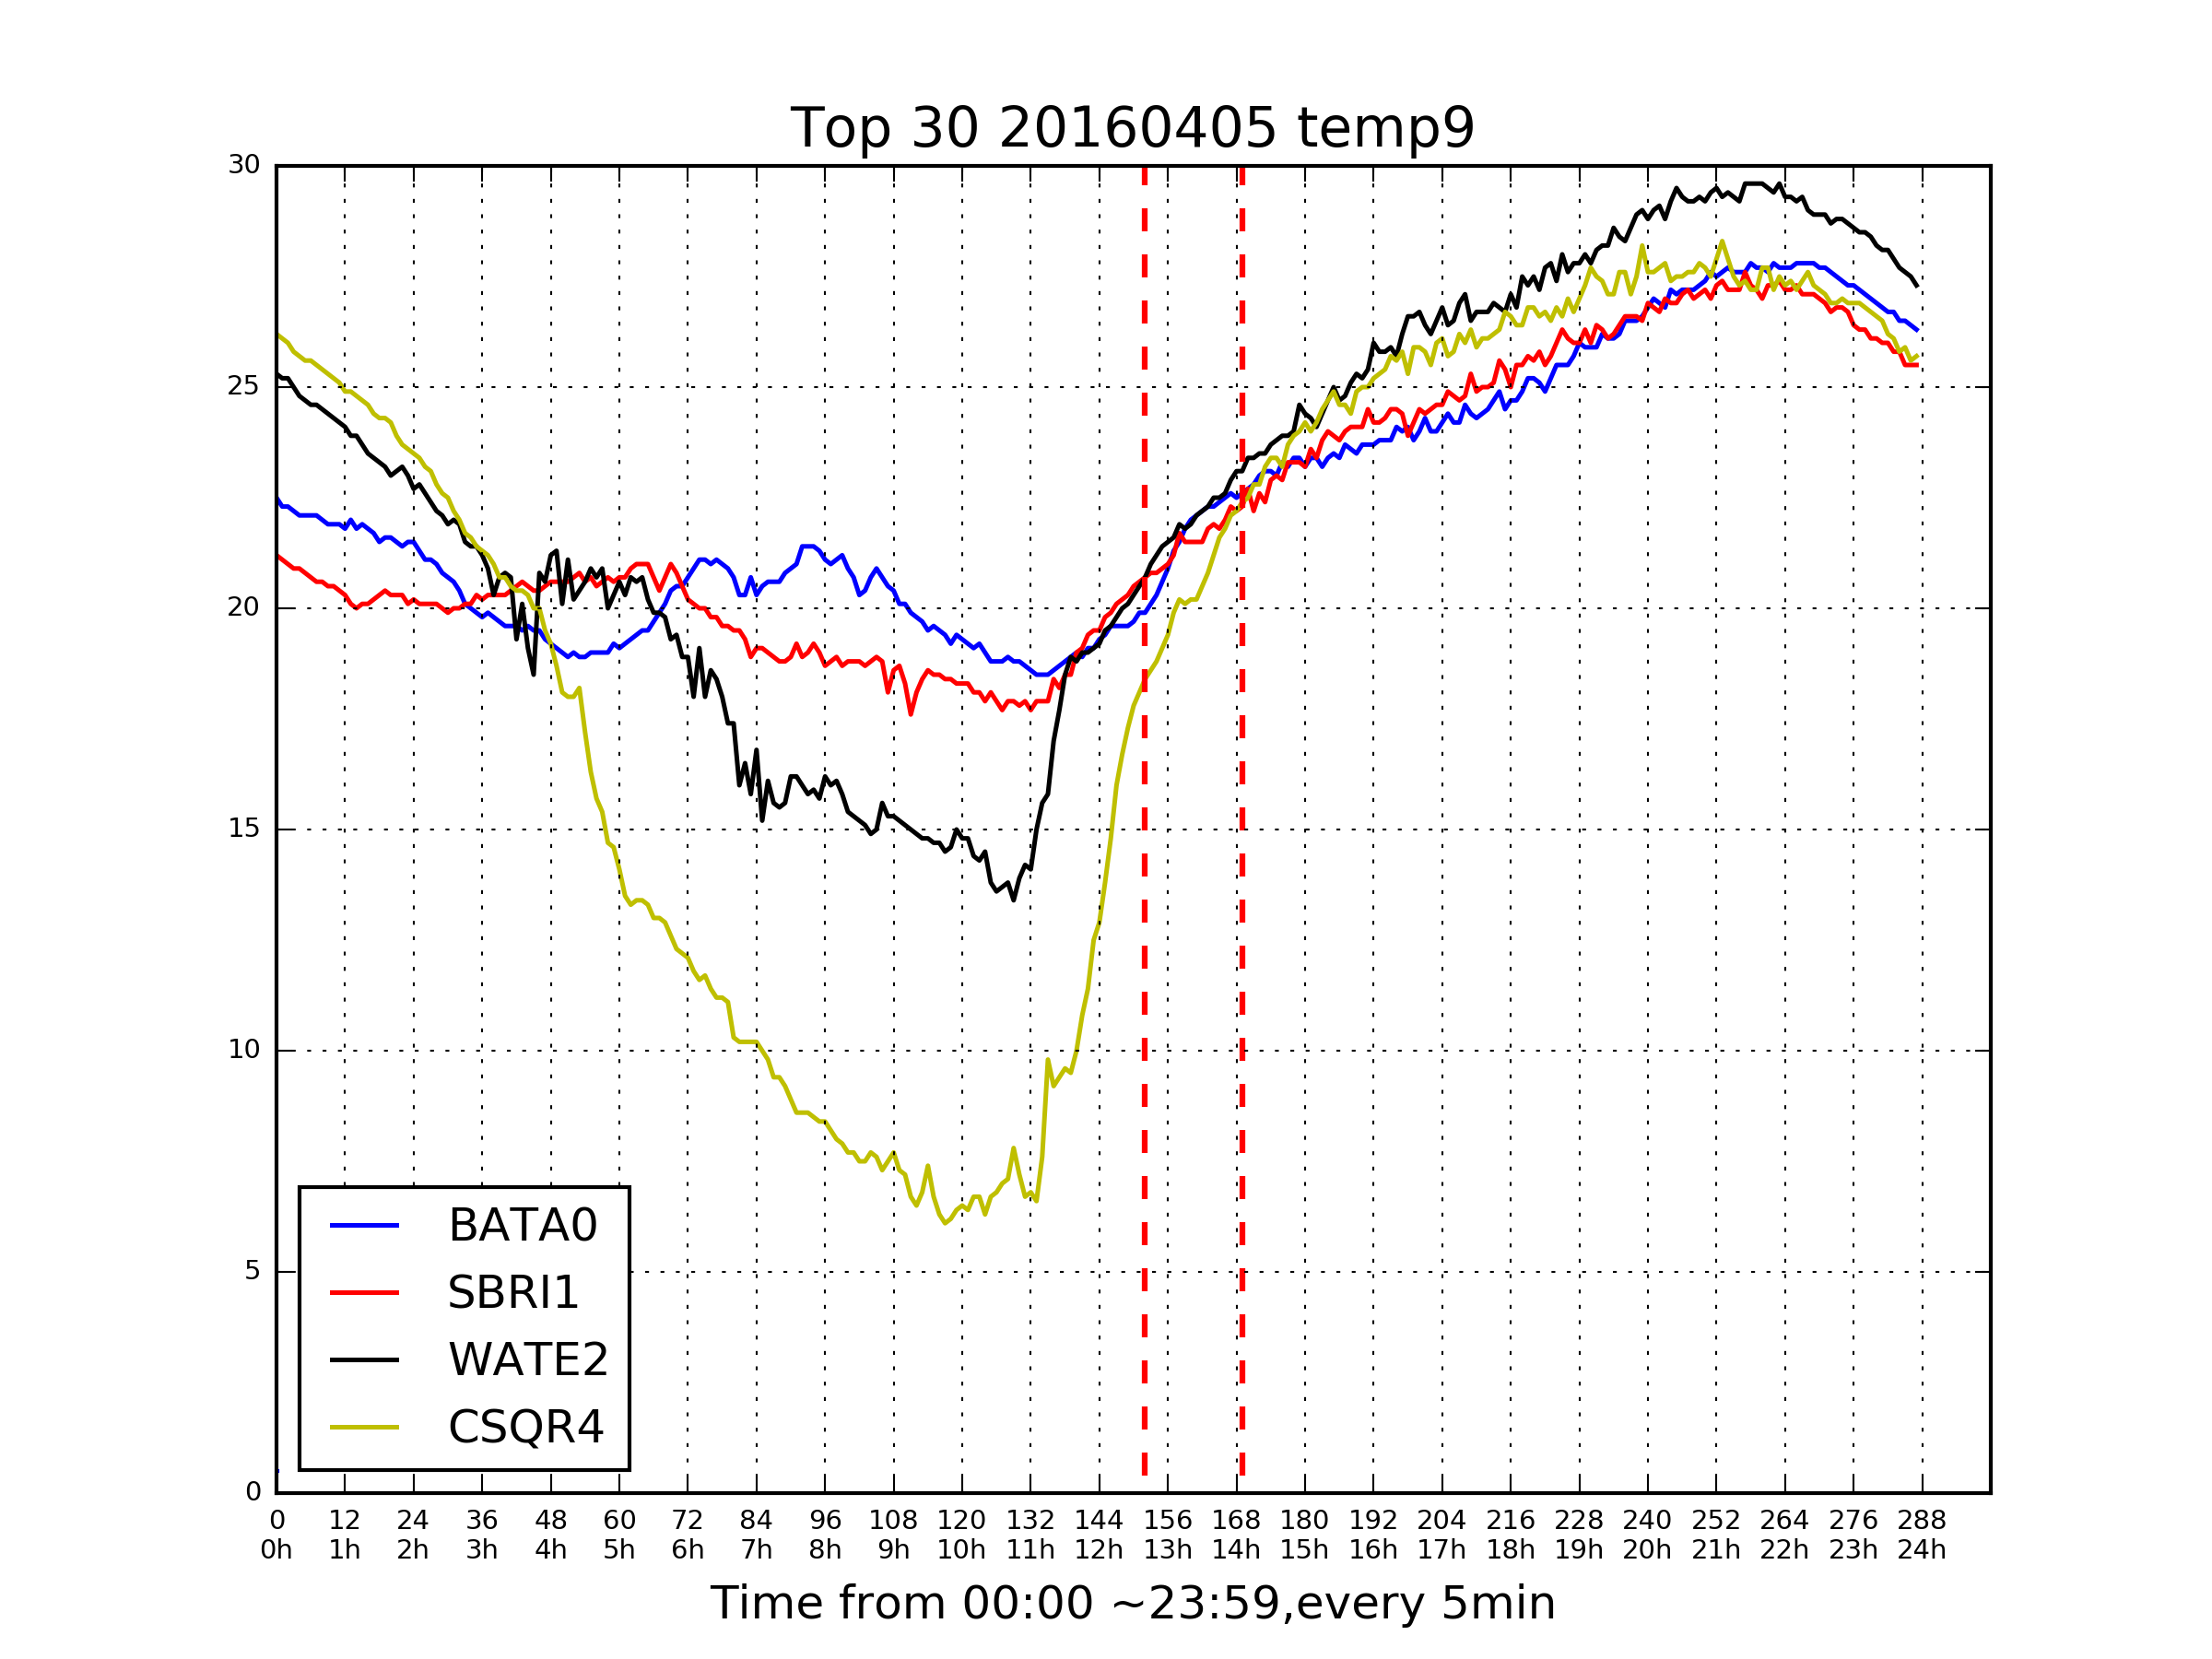 Top 30 20160405 temp9
30
25
20
15
10
5
0
BATA0
SBRI1
WATE2
CSQR4
0 12 24 36 48 60 72 84 96 108 120 132 144 156 168 180 192 204 216 228 240 252 264 276 288
0h 1h 2h 3h 4h 5h 6h 7h 8h 9h 10h 11h 12h 13h 14h 15h 16h 17h 18h 19h 20h 21h 22h 23h 24h
Time from 00:00 ~23:59,every 5min